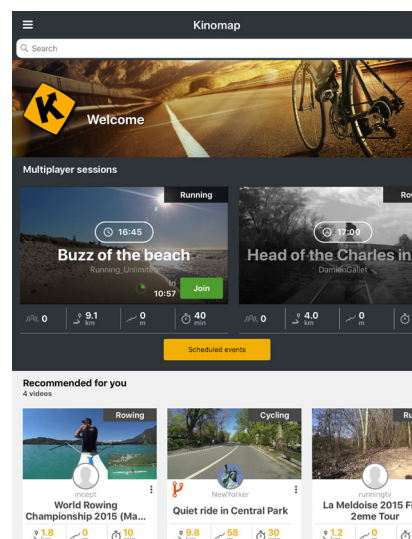 Kinomap
Search
Welcome
Multiplayer sessions
Running
16:45
Buzz of the beach
Running_Unlimited
In
10:57
Join
0
9.1
km
0
m
40
min
Ro
17:00
Head of the Charles in
DamienGallet
0
4.0
km
0
m
Scheduled events
Recommended for you
4 videos
Rowing
incept
World Rowing
Championship 2015 (Ma...
1.8
0
10
Cycling
NewYorker
Quiet ride in Central Park
9.8
58
30
Ru
runningtv
La Meldoise 2015 Fi
2eme Tour
1.2
0